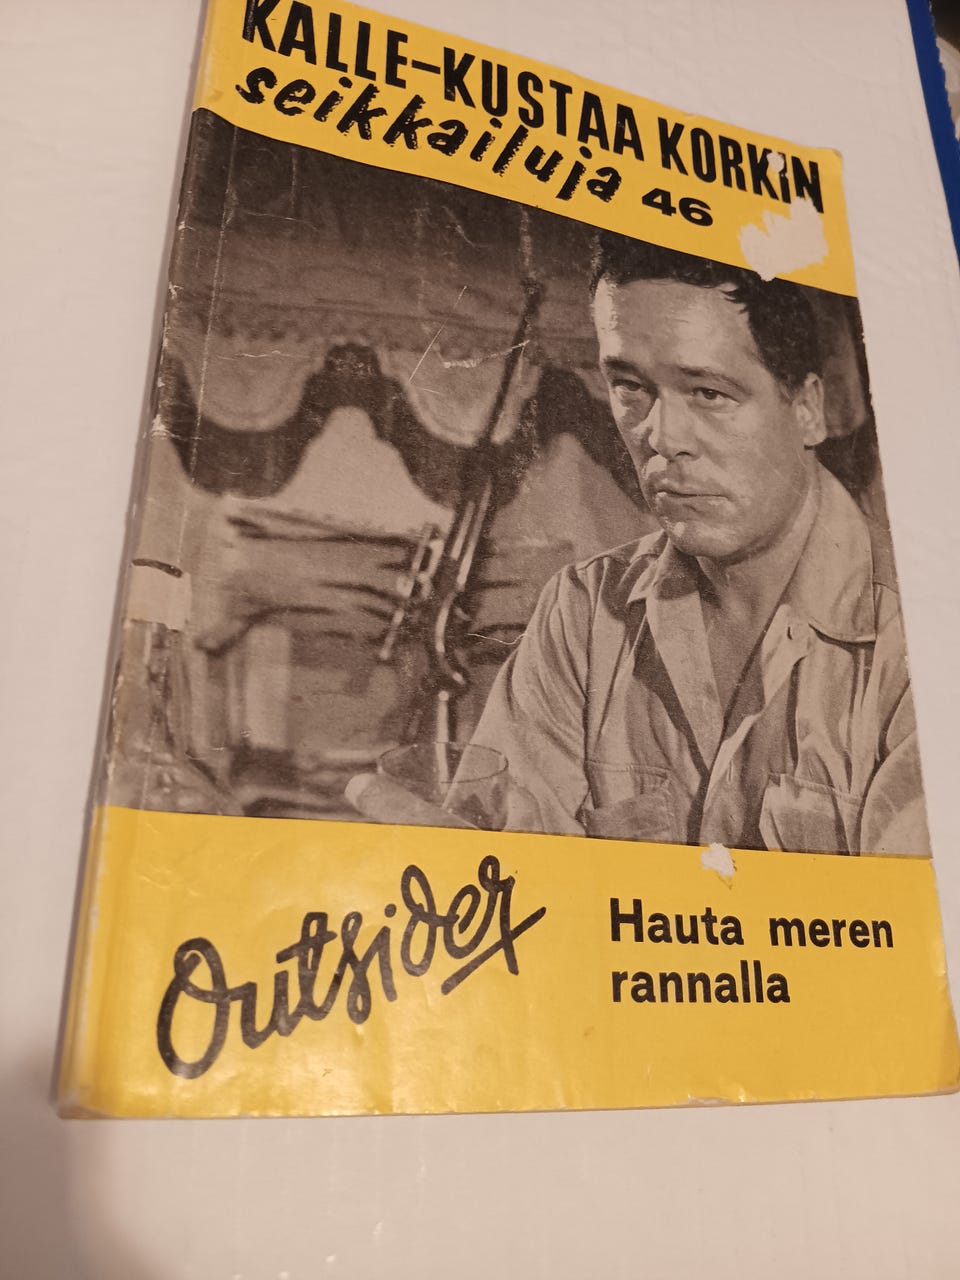 KALLE-KUSTAA KORKIN
seikkailuja 46
Outsider
Hauta meren
rannalla